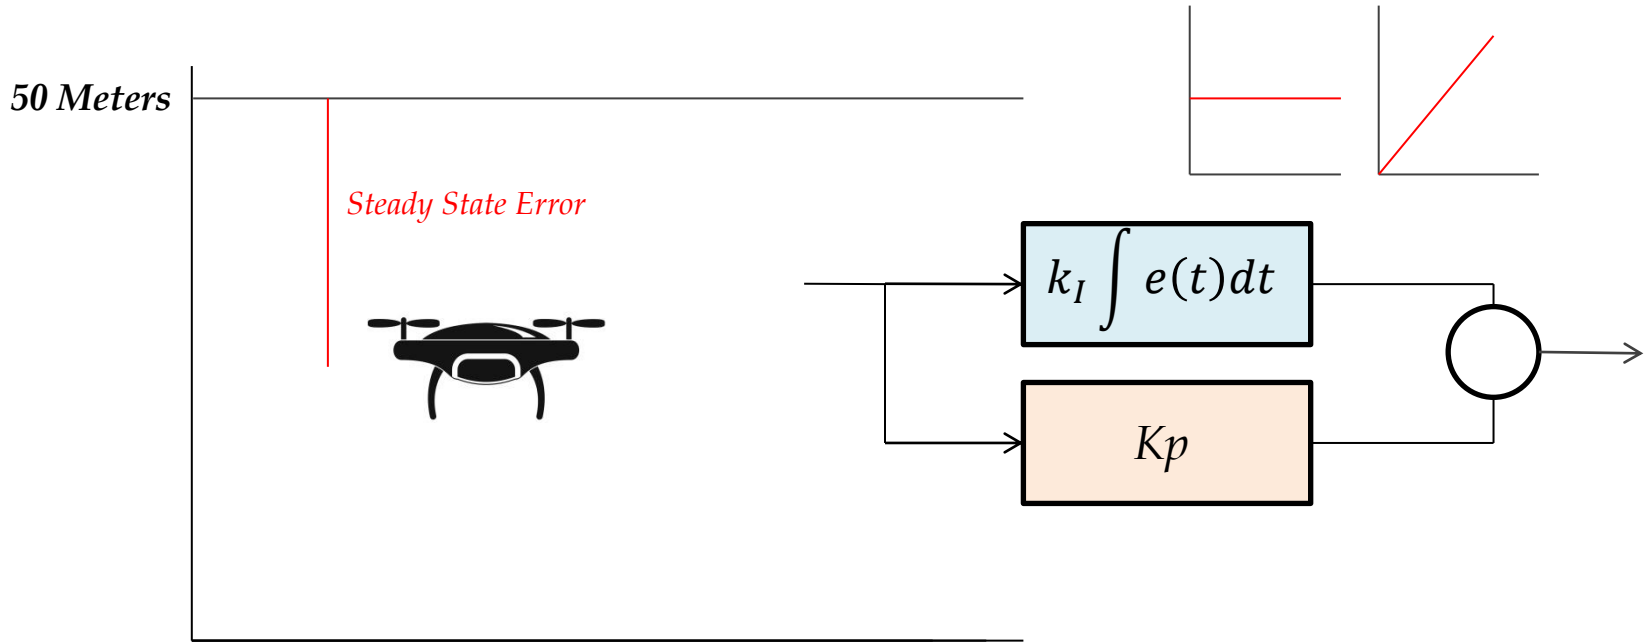 50 Meters
Steady State Error
k_I ∫ e(t)dt
Kp